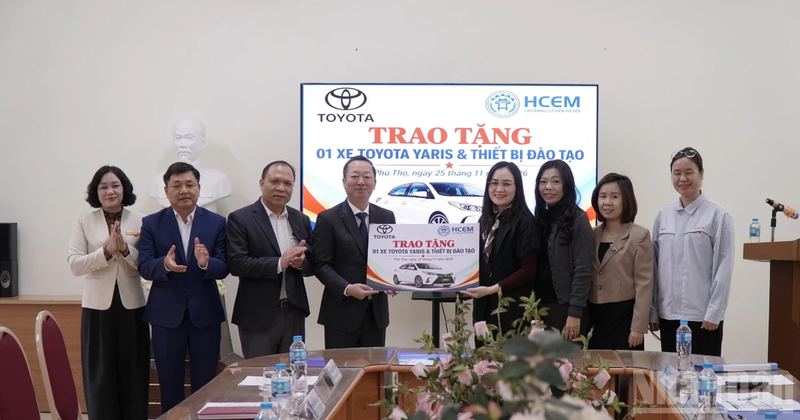 TOYOTA
HCEM
TRAO TẶNG
01 XE TOYOTA YARIS & THIẾT BỊ ĐÀO TẠO
Phú Thọ, ngày 25 tháng 11
TOYOTA
HCEM
TRAO TẶNG
01 XE TOYOTA YARIS & THIẾT BỊ ĐÀO TẠO